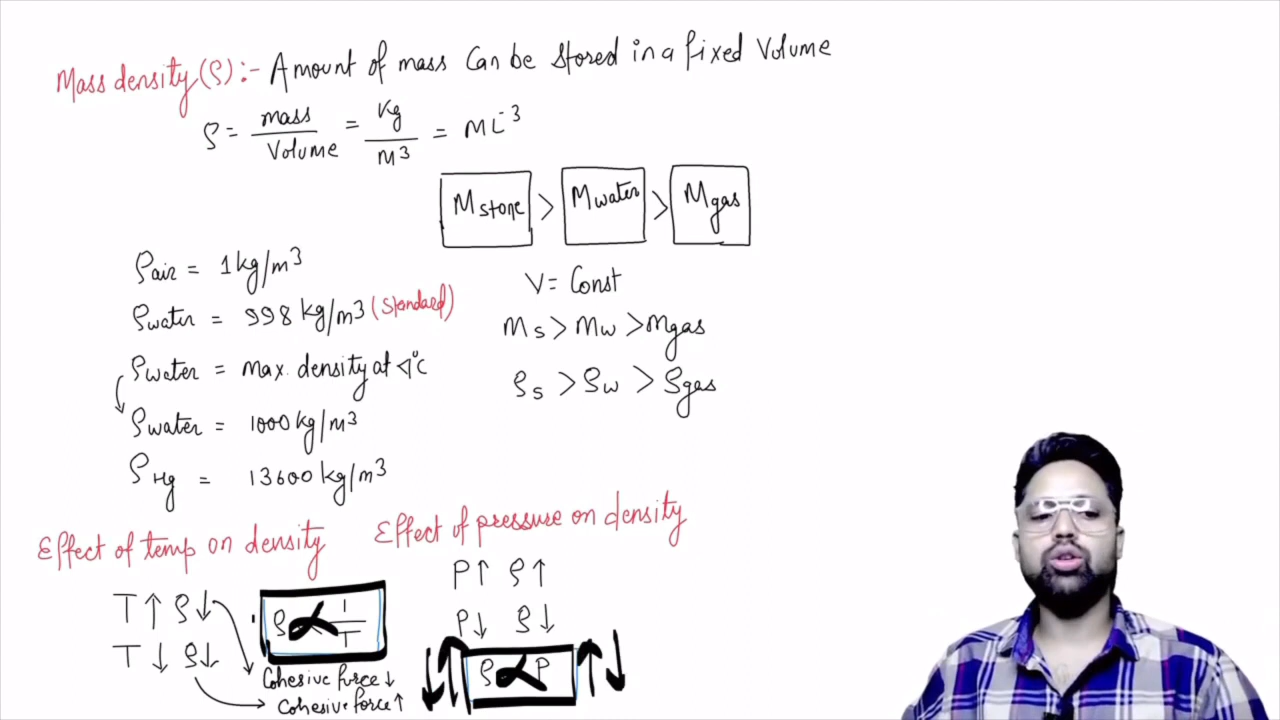 Mass density (ρ) :- Amount of mass Can be Stored in a fixed Volume
ρ = mass/Volume = Kg/M³ = ML⁻³
Mstone > Mwater > Mgas
ρair = 1kg/m³
V = Const
ρwater = 998 kg/m³ (Standard)
Ms > Mw > Mgas
ρwater = max. density at 4°C
ρs > ρw > ρgas
ρwater = 1000 kg/m³
ρHg = 13600 kg/m³
Effect of temp on density
T↑ ρ↓
T↓ ρ↓
ρ ∝ 1/T
Cohesive force ↓
Cohesive force ↑
Effect of pressure on density
P↑ ρ↑
P↓ ρ↓
↓↑ ρ ∝ P ↑↓